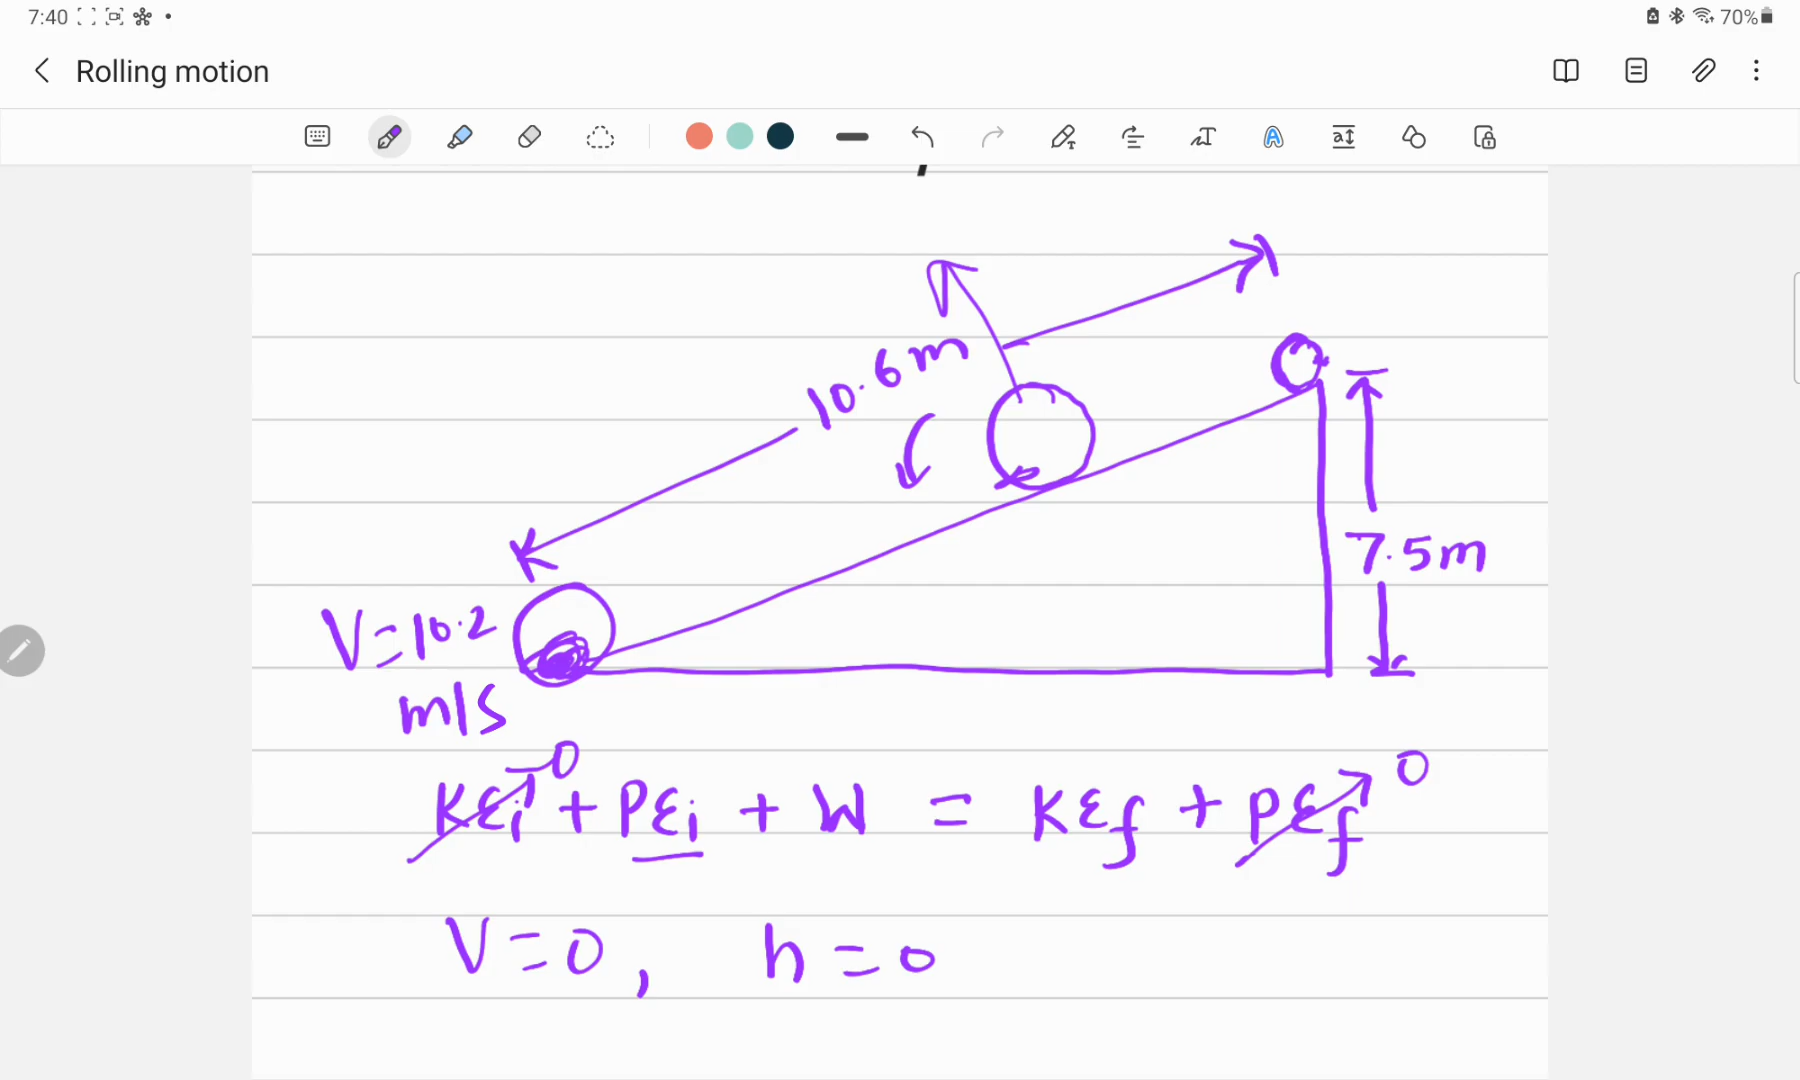 7:40 70%
Rolling motion
10.6m
7.5m
V=10.2
m/s
0 0
KEi + PEi + W = KEf + PEf
V=0, h=0